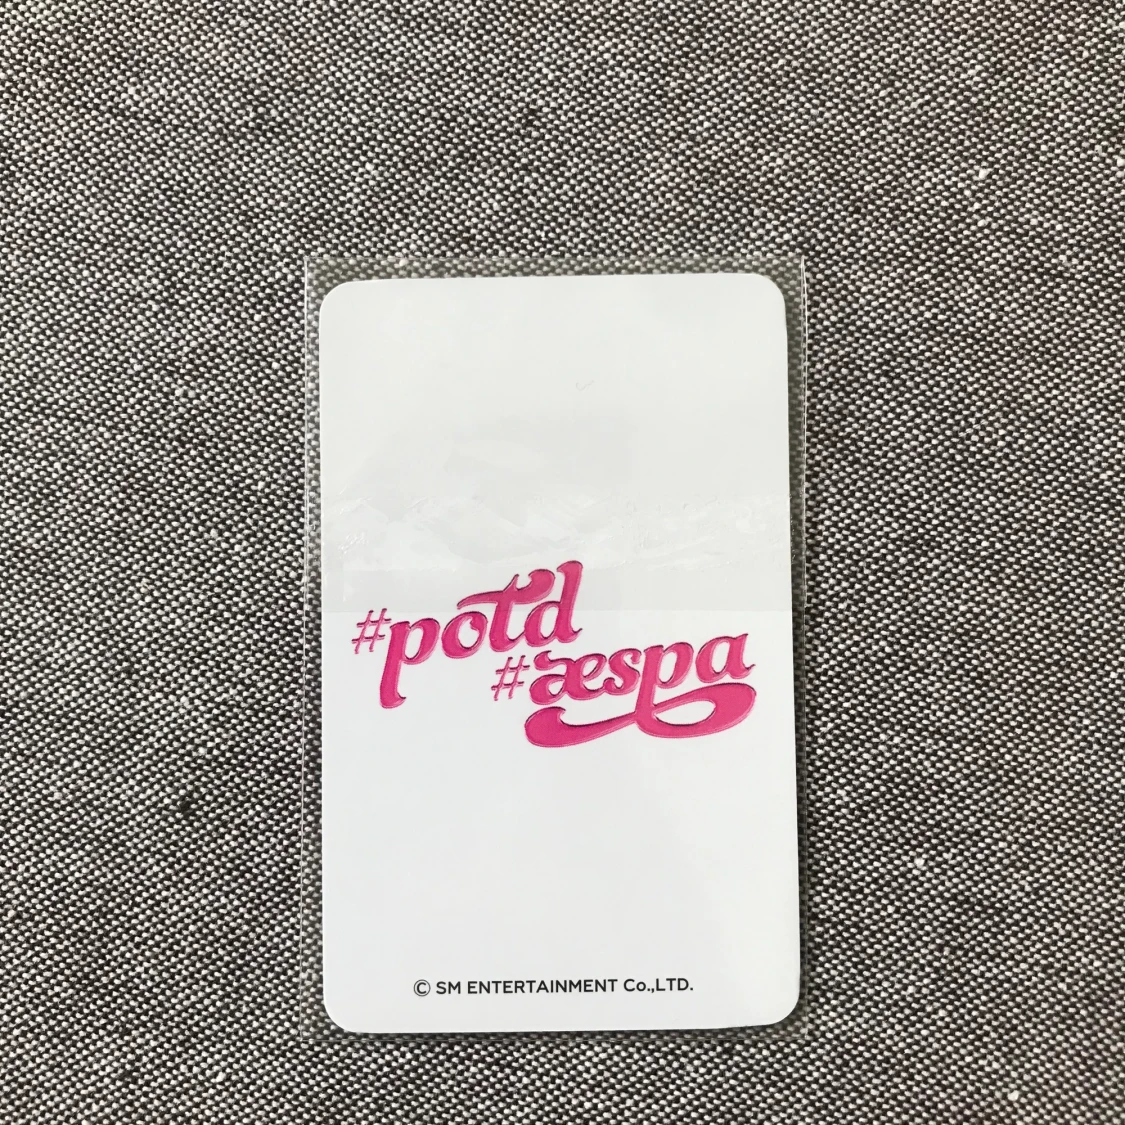 #potd
#æspa
© SM ENTERTAINMENT Co.,LTD.